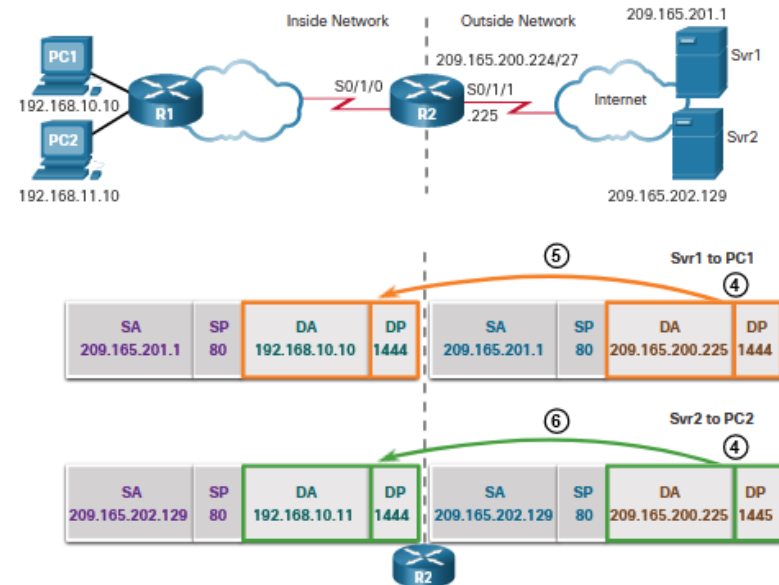 Inside Network
Outside Network
209.165.201.1
PC1
192.168.10.10
R1
S0/1/0
R2
209.165.200.224/27
S0/1/1
.225
Internet
Svr1
PC2
192.168.11.10
Svr2
209.165.202.129
Svr1 to PC1
5
4
SA
209.165.201.1
SP
80
DA
192.168.10.10
DP
1444
SA
209.165.201.1
SP
80
DA
209.165.200.225
DP
1444
Svr2 to PC2
6
4
SA
209.165.202.129
SP
80
DA
192.168.10.11
DP
1444
SA
209.165.202.129
SP
80
DA
209.165.200.225
DP
1445
R2